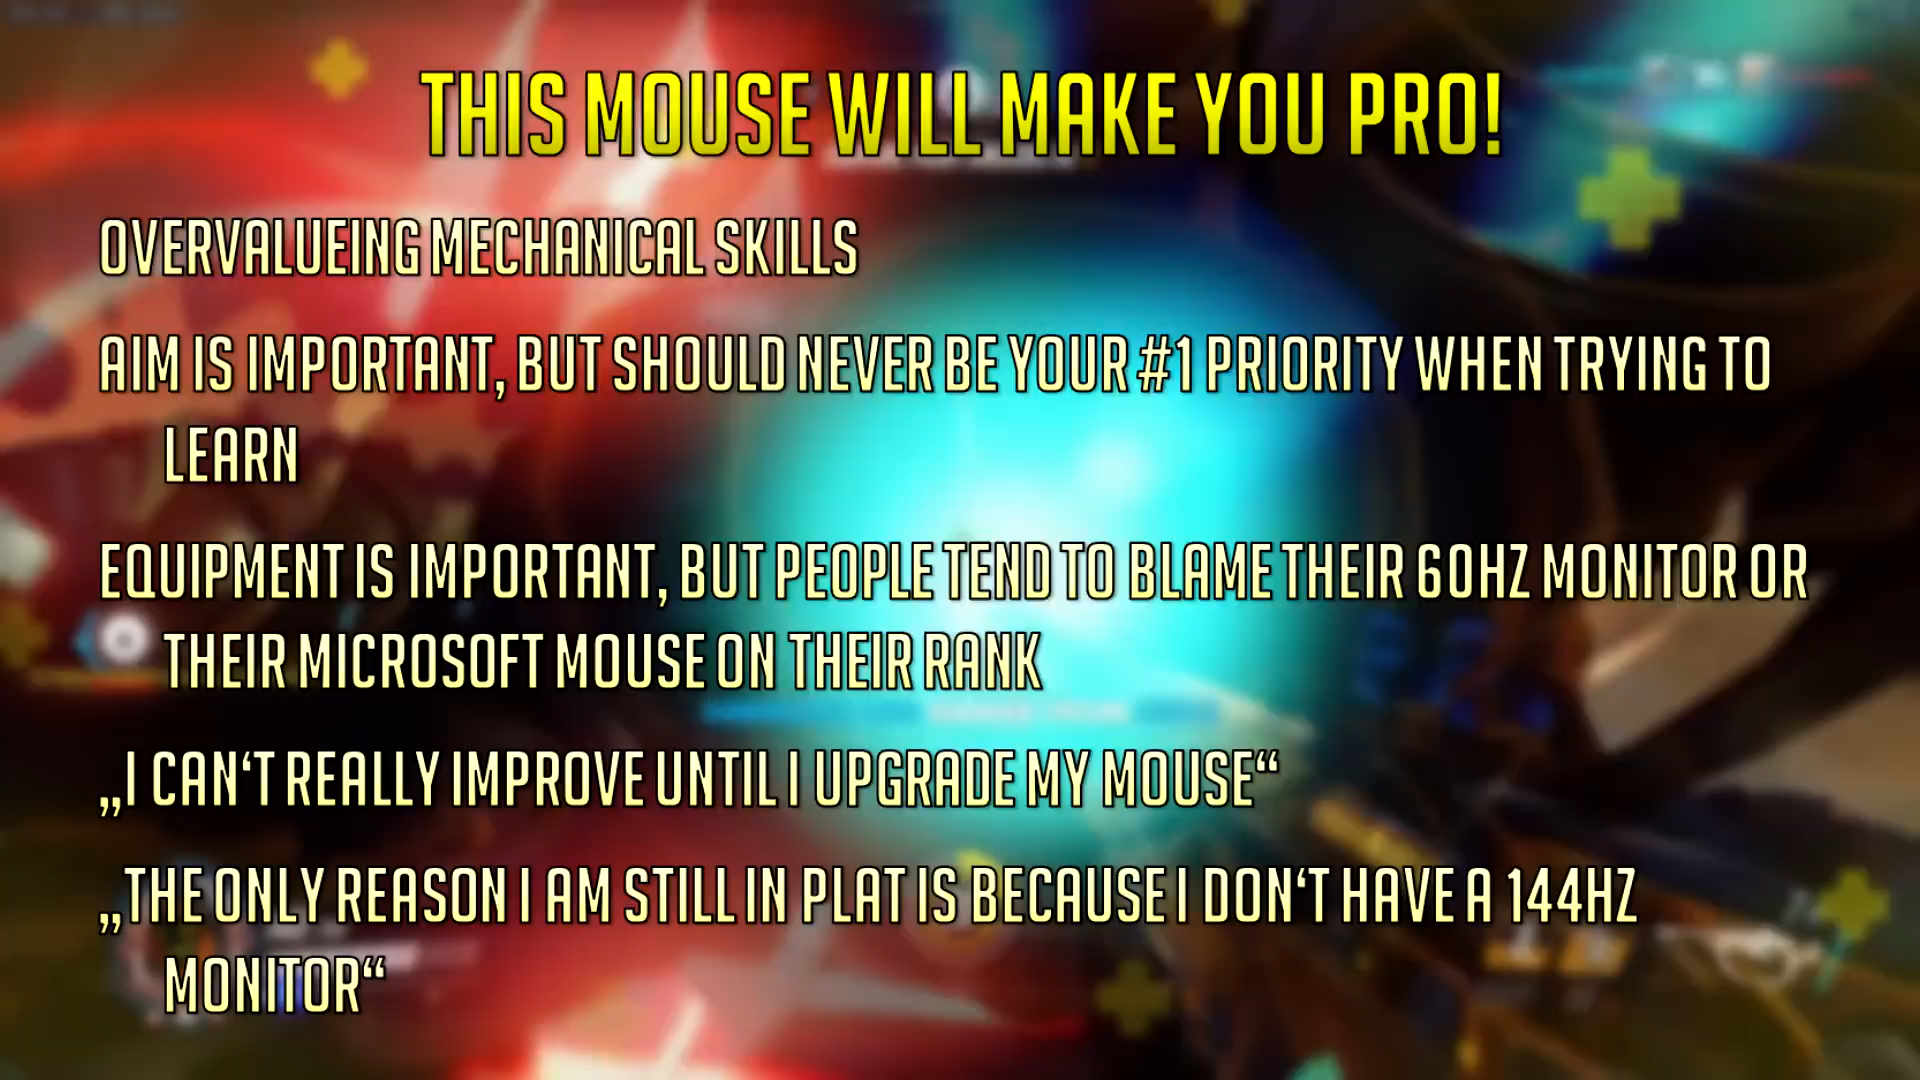 THIS MOUSE WILL MAKE YOU PRO!
OVERVALUEING MECHANICAL SKILLS
AIM IS IMPORTANT, BUT SHOULD NEVER BE YOUR #1 PRIORITY WHEN TRYING TO
LEARN
EQUIPMENT IS IMPORTANT, BUT PEOPLE TEND TO BLAME THEIR 60HZ MONITOR OR
THEIR MICROSOFT MOUSE ON THEIR RANK
„I CAN‘T REALLY IMPROVE UNTIL I UPGRADE MY MOUSE“
„THE ONLY REASON I AM STILL IN PLAT IS BECAUSE I DON‘T HAVE A 144HZ
MONITOR“